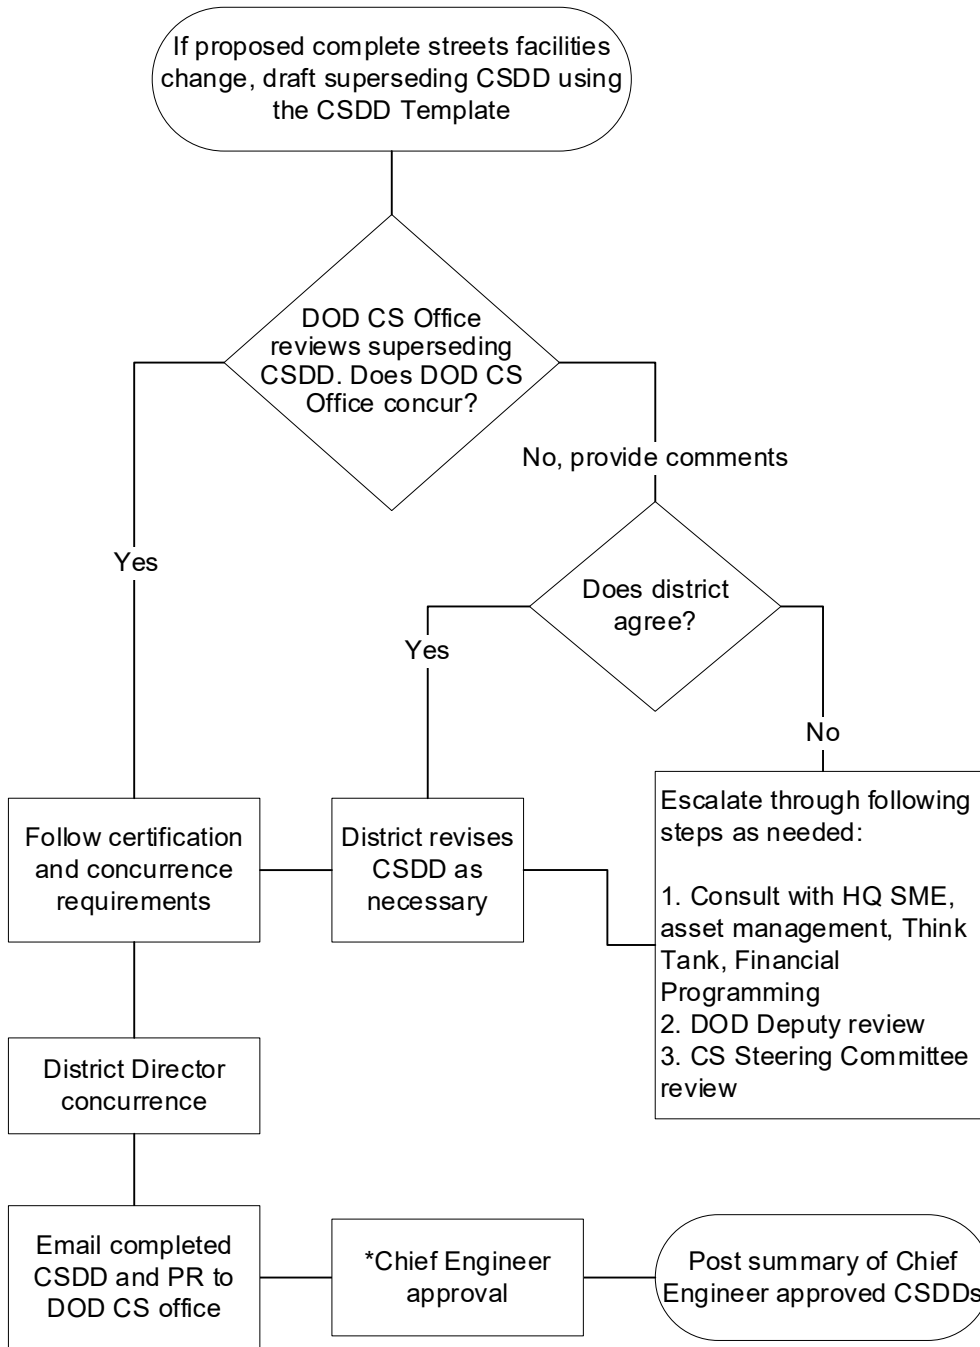 If proposed complete streets facilities
change, draft superseding CSDD using
the CSDD Template
DOD CS Office
reviews superseding
CSDD. Does DOD CS
Office concur?
No, provide comments
Yes
Does district
agree?
Yes
No
Follow certification
and concurrence
requirements
District revises
CSDD as
necessary
Escalate through following
steps as needed:
1. Consult with HQ SME,
asset management, Think
Tank, Financial
Programming
2. DOD Deputy review
3. CS Steering Committee
review
District Director
concurrence
Email completed
CSDD and PR to
DOD CS office
*Chief Engineer
approval
Post summary of Chief
Engineer approved CSDDs